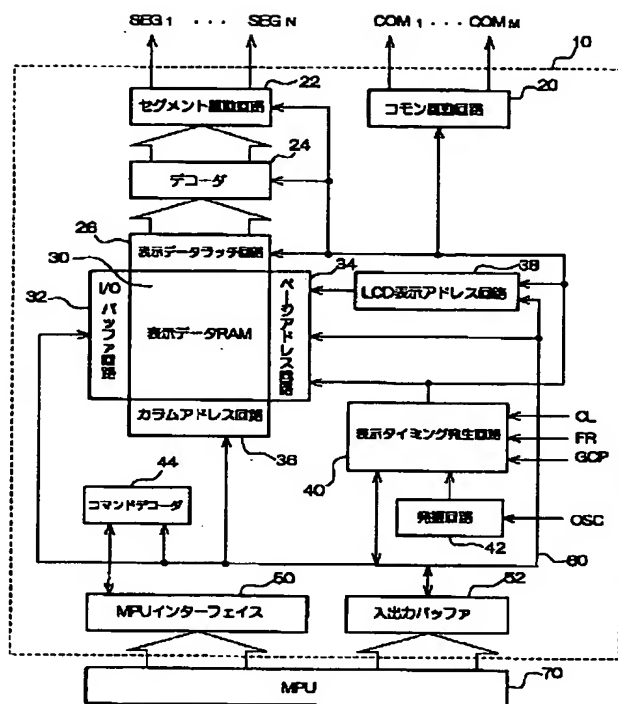 SEG1 ・・・ SEGN COM1 ・・・ COMM
10
22
セグメント駆動回路
コモン駆動回路
20
24
デコーダ
26
表示データラッチ回路
30
34
38
32
I/Oバッファ回路
表示データRAM
ページアドレス回路
LCD表示アドレス回路
カラムアドレス回路
36
表示タイミング発生回路
40
CL
FR
GCP
44
コマンドデコーダ
発振回路
42
OSC
60
50
MPUインターフェイス
52
入出力バッファ
MPU
70